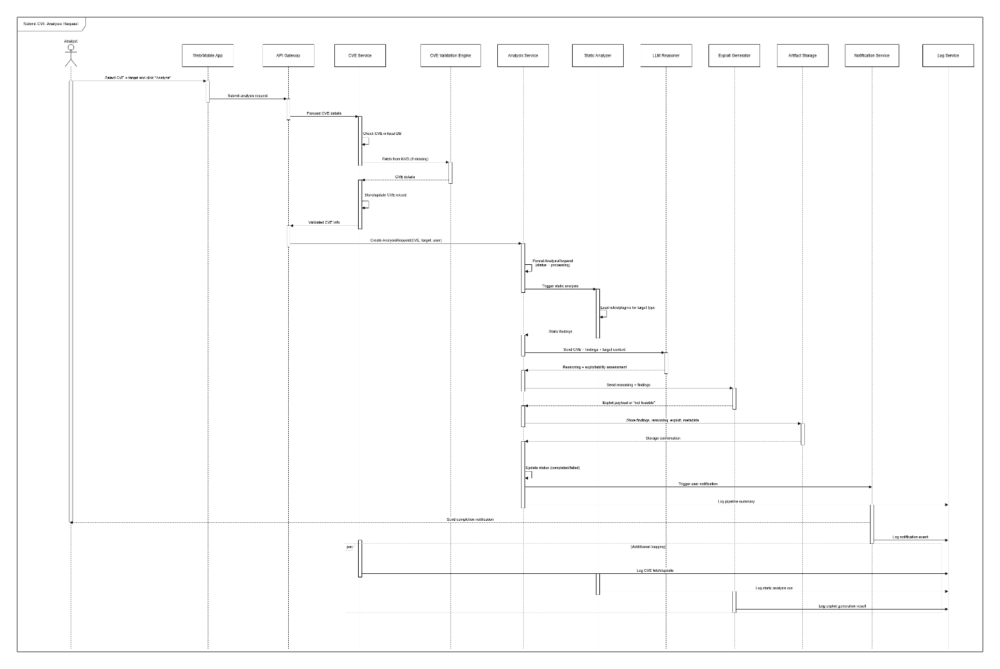 Submit CVE Analysis Request
Analyst
Web/Mobile App
API Gateway
CVE Service
CVE Validation Engine
Analysis Service
Static Analyzer
LLM Reasoner
Exploit Generator
Artifact Storage
Notification Service
Log Service
Select CVE + target and click "Analyze"
Submit analysis request
Forward CVE details
Check CVE in local DB
Fetch from NVD (if missing)
CVE details
Store/update CVE record
Validated CVE info
Create AnalysisRequest(CVE, target, user)
Persist AnalysisRequest
(status = processing)
Trigger static analysis
Load rules/plugins for target type
Static findings
Send CVE + findings + target context
Reasoning + exploitability assessment
Send reasoning + findings
Exploit payload or "not feasible"
Store findings, reasoning, exploit, metadata
Storage confirmation
Update status (completed/failed)
Trigger user notification
Log pipeline summary
Send completion notification
Log notification event
par
[Additional logging]
Log CVE fetch/update
Log static analysis run
Log exploit generation result